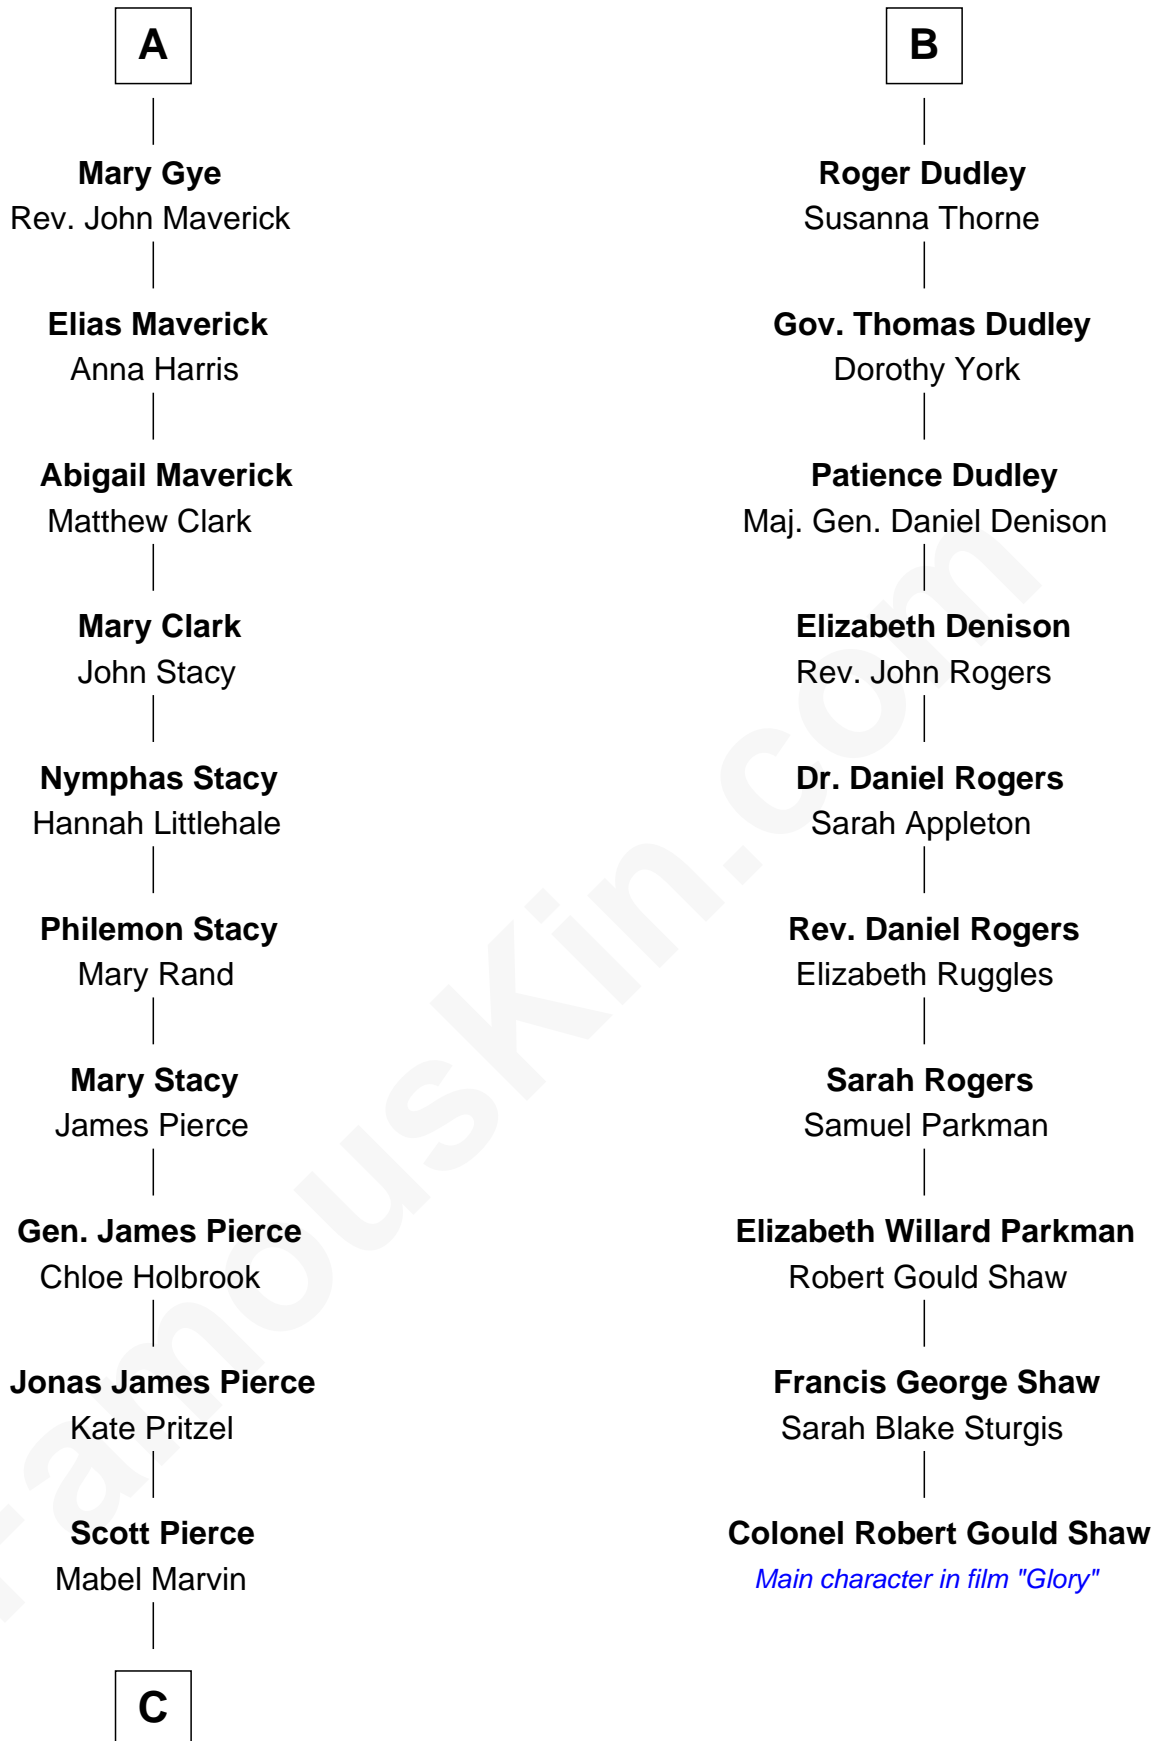 A
Mary Gye
Rev. John Maverick
Elias Maverick
Anna Harris
Abigail Maverick
Matthew Clark
Mary Clark
John Stacy
Nymphas Stacy
Hannah Littlehale
Philemon Stacy
Mary Rand
Mary Stacy
James Pierce
Gen. James Pierce
Chloe Holbrook
Jonas James Pierce
Kate Pritzel
Scott Pierce
Mabel Marvin
C
B
Roger Dudley
Susanna Thorne
Gov. Thomas Dudley
Dorothy York
Patience Dudley
Maj. Gen. Daniel Denison
Elizabeth Denison
Rev. John Rogers
Dr. Daniel Rogers
Sarah Appleton
Rev. Daniel Rogers
Elizabeth Ruggles
Sarah Rogers
Samuel Parkman
Elizabeth Willard Parkman
Robert Gould Shaw
Francis George Shaw
Sarah Blake Sturgis
Colonel Robert Gould Shaw
Main character in film "Glory"
FamousKin.com